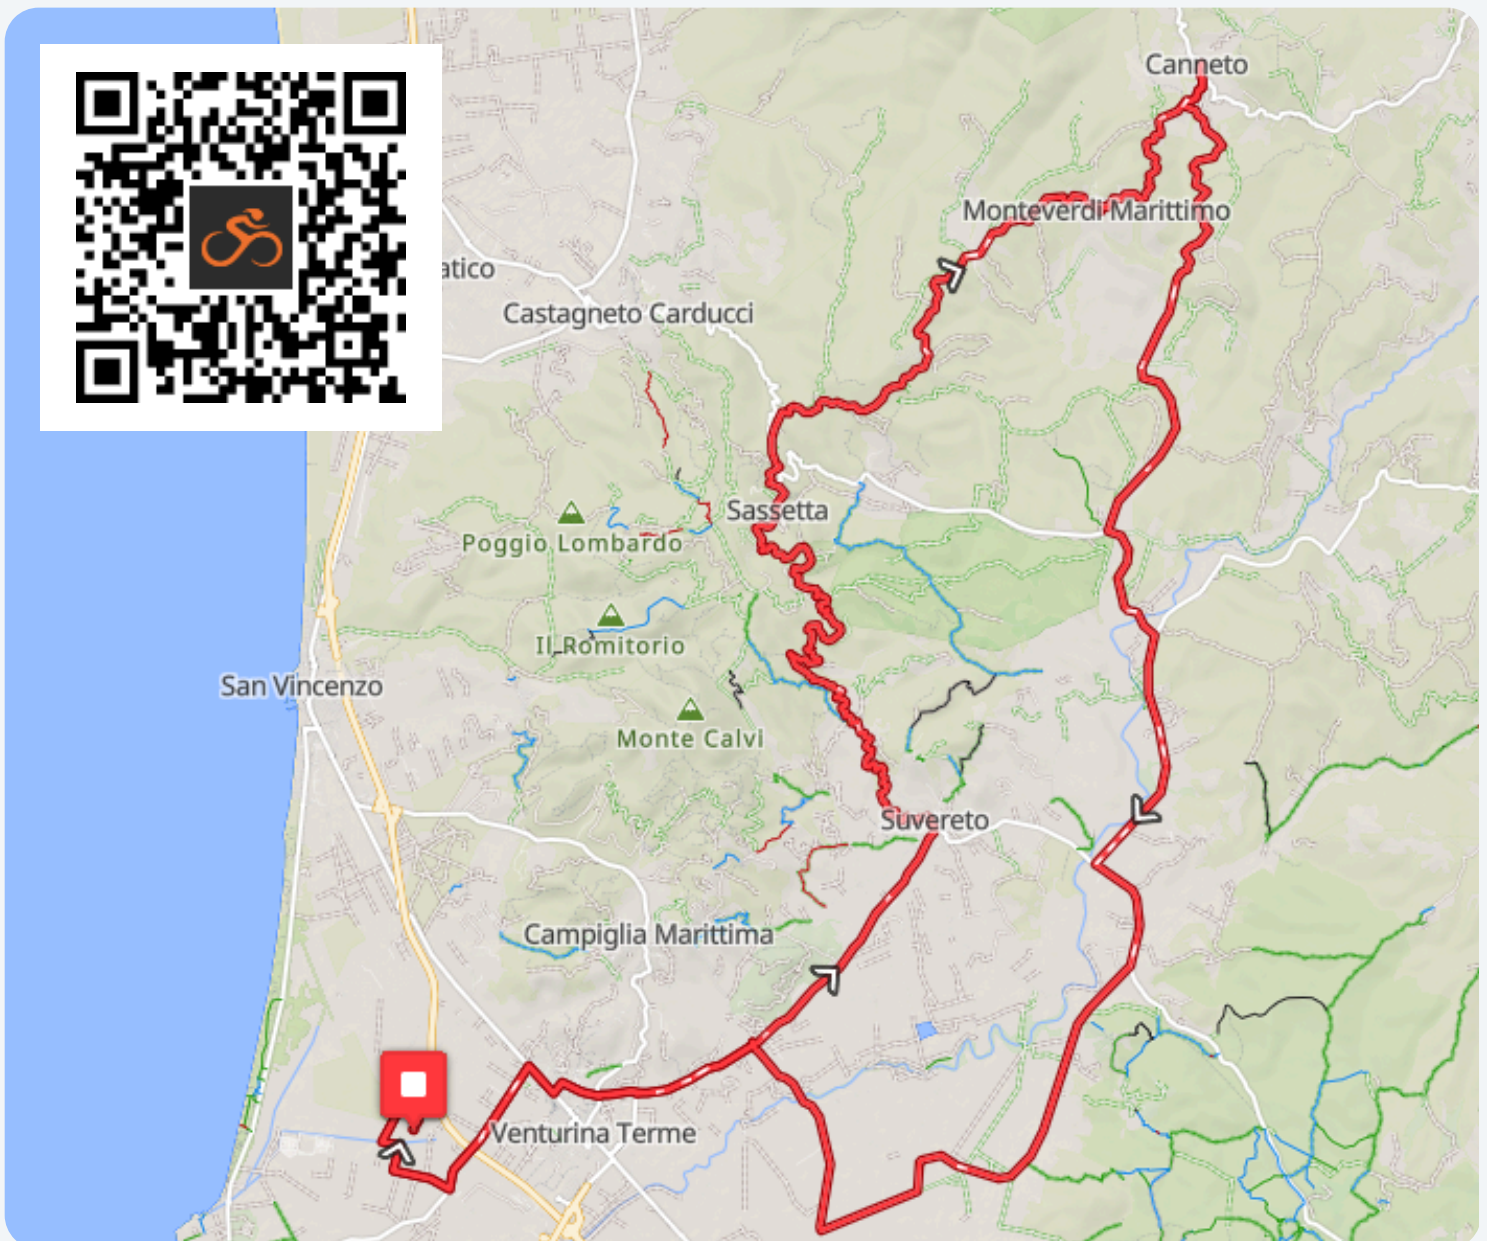 Canneto
Monteverdi Marittimo
atico
Castagneto Carducci
Sassetta
Poggio Lombardo
Il Romitorio
San Vincenzo
Monte Calvi
Suvereto
Campiglia Marittima
Venturina Terme